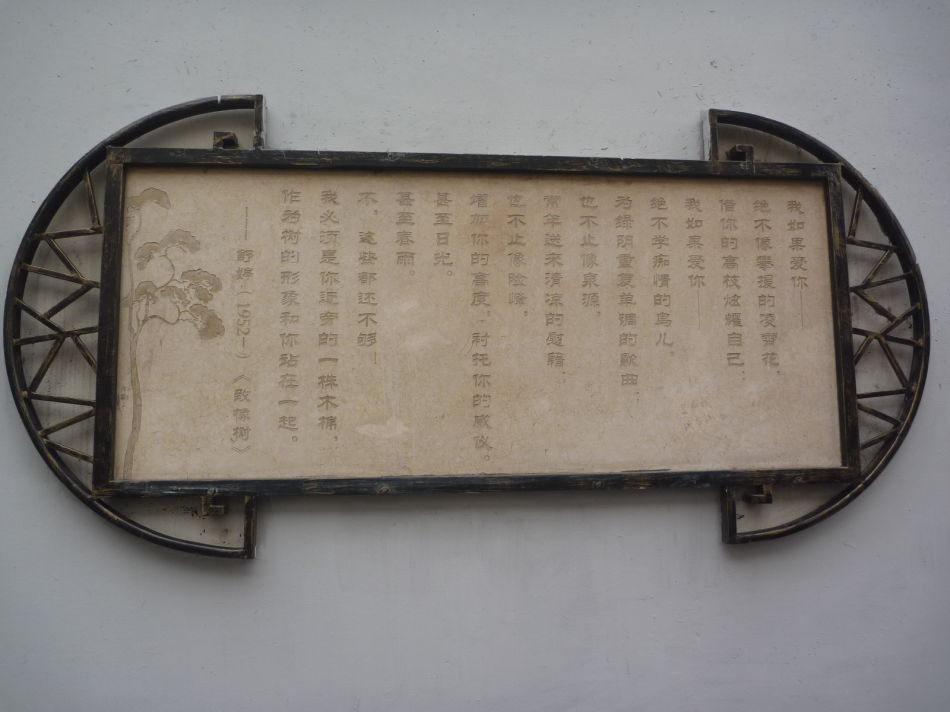 我如果爱你——
绝不像攀援的凌霄花，
借你的高枝炫耀自己；
我如果爱你——
绝不学痴情的鸟儿，
为绿阴重复单调的歌曲；
也不止像泉源，
常年送来清凉的慰藉；
也不止像险峰，
增加你的高度，衬托你的威仪。
甚至日光。
甚至春雨。
不，这些都还不够！
我必须是你近旁的一株木棉，
作为树的形象和你站在一起。
—— 舒婷（1952-）《致橡树》